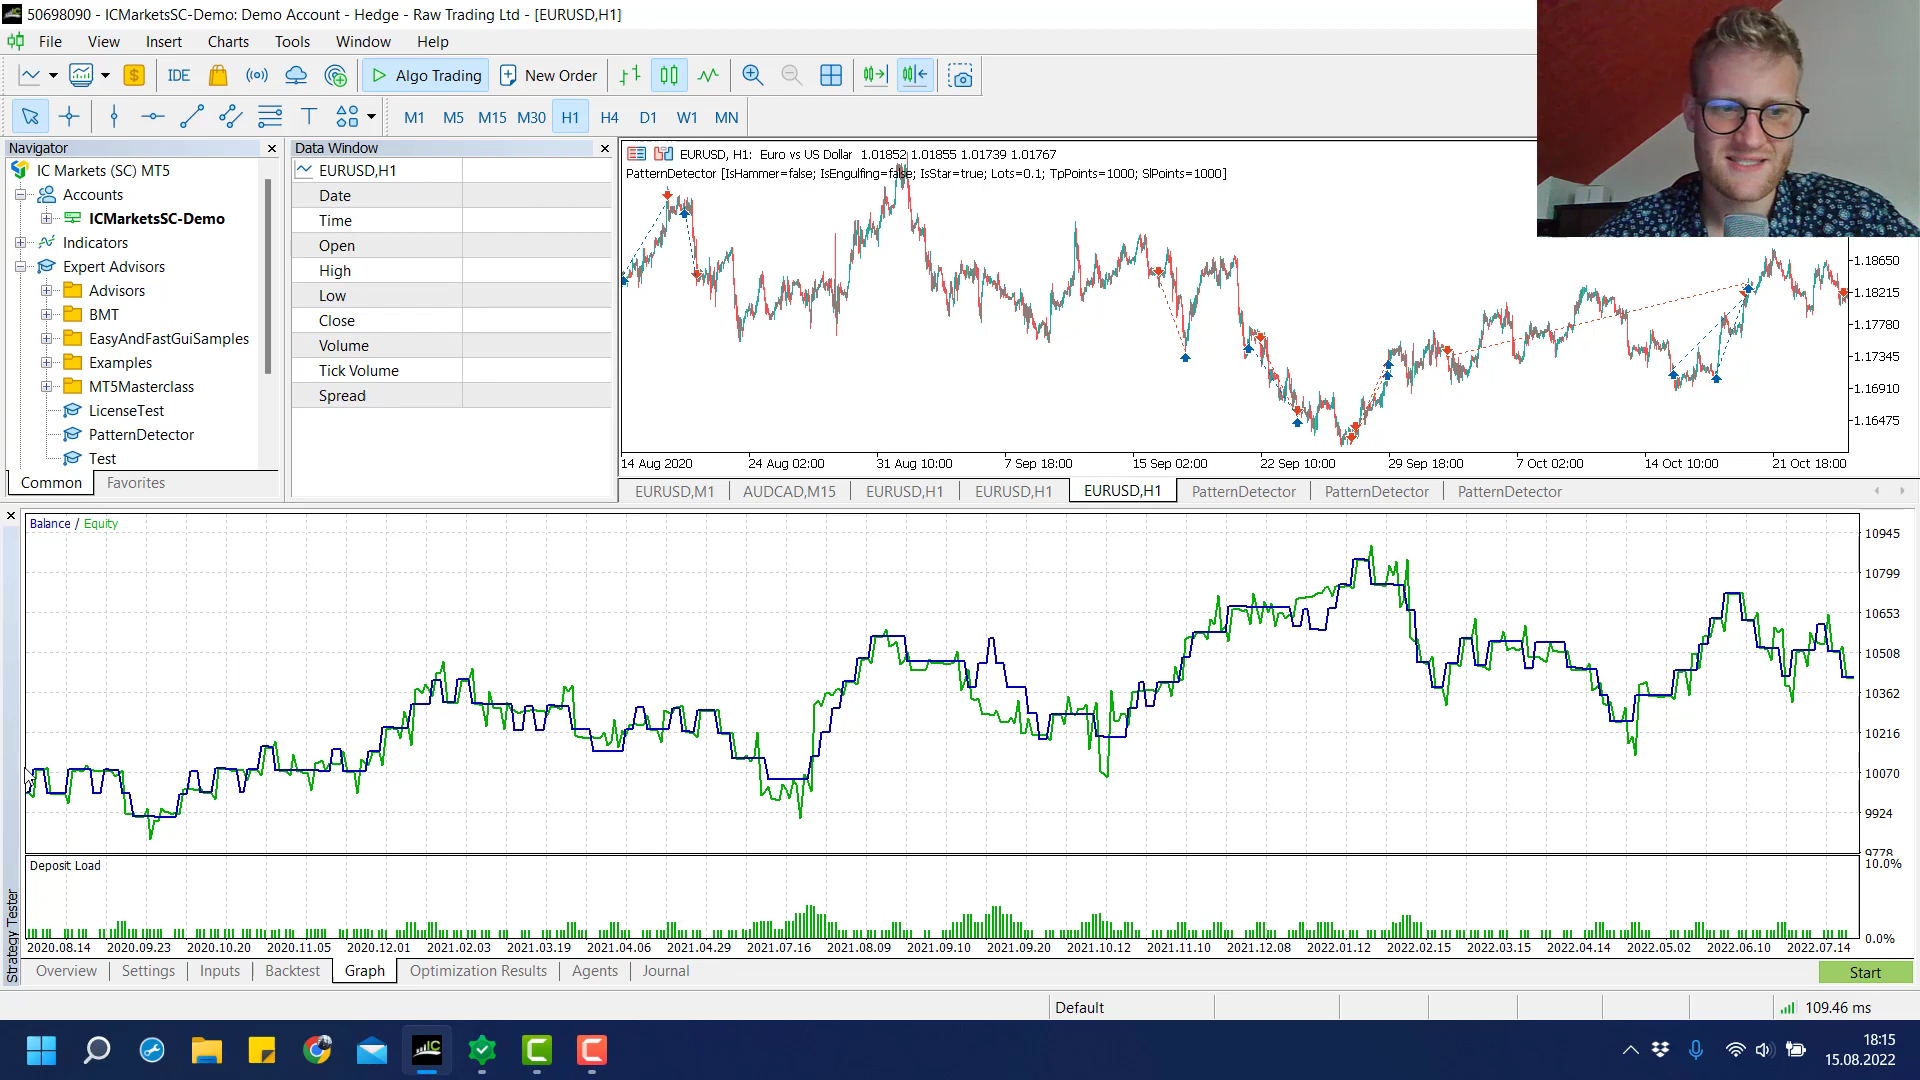 50698090 - ICMarketsSC-Demo: Demo Account - Hedge - Raw Trading Ltd - [EURUSD,H1]
File View Insert Graph Charts Tools Window Help
IDE Algo Trading New Order
M1 M5 M15 M30 H1 H4 D1 W1 MN
Navigator
IC Markets (SC) MT5
Accounts
ICMarketsSC-Demo
Indicators
Expert Advisors
Advisors
BMT
EasyAndFastGuiSamples
Examples
MT5Masterclass
LicenseTest
PatternDetector
Test
Common Favorites
Data Window
EURUSD,H1
Date
Time
Open
High
Low
Close
Volume
Tick Volume
Spread
EURUSD, H1: Euro vs US Dollar 1.01852 1.01855 1.01739 1.01767
PatternDetector [IsHammer=false; IsEngulfing=false; IsStar=true; Lots=0.1; TpPoints=1000; SlPoints=1000]
1.18650
1.18215
1.17780
1.17345
1.16910
1.16475
14 Aug 2020 24 Aug 02:00 31 Aug 10:00 7 Sep 18:00 15 Sep 02:00 22 Sep 10:00 29 Sep 18:00 7 Oct 02:00 14 Oct 10:00 21 Oct 18:00
EURUSD,M1 AUDCAD,M15 EURUSD,H1 EURUSD,H1 EURUSD,H1 PatternDetector PatternDetector PatternDetector
Balance / Equity
10945
10799
10653
10508
10362
10216
10070
9924
9778
Deposit Load
10.0%
0.0%
2020.08.14 2020.09.23 2020.10.20 2020.11.05 2020.12.01 2021.02.03 2021.03.19 2021.04.06 2021.04.29 2021.07.16 2021.08.09 2021.09.10 2021.09.20 2021.10.12 2021.11.10 2021.12.08 2022.01.12 2022.02.15 2022.03.15 2022.04.14 2022.05.02 2022.06.10 2022.07.14
Strategy Tester
Overview Settings Inputs Backtest Graph Optimization Results Agents Journal
Start
Default
109.46 ms
18:15
15.08.2022